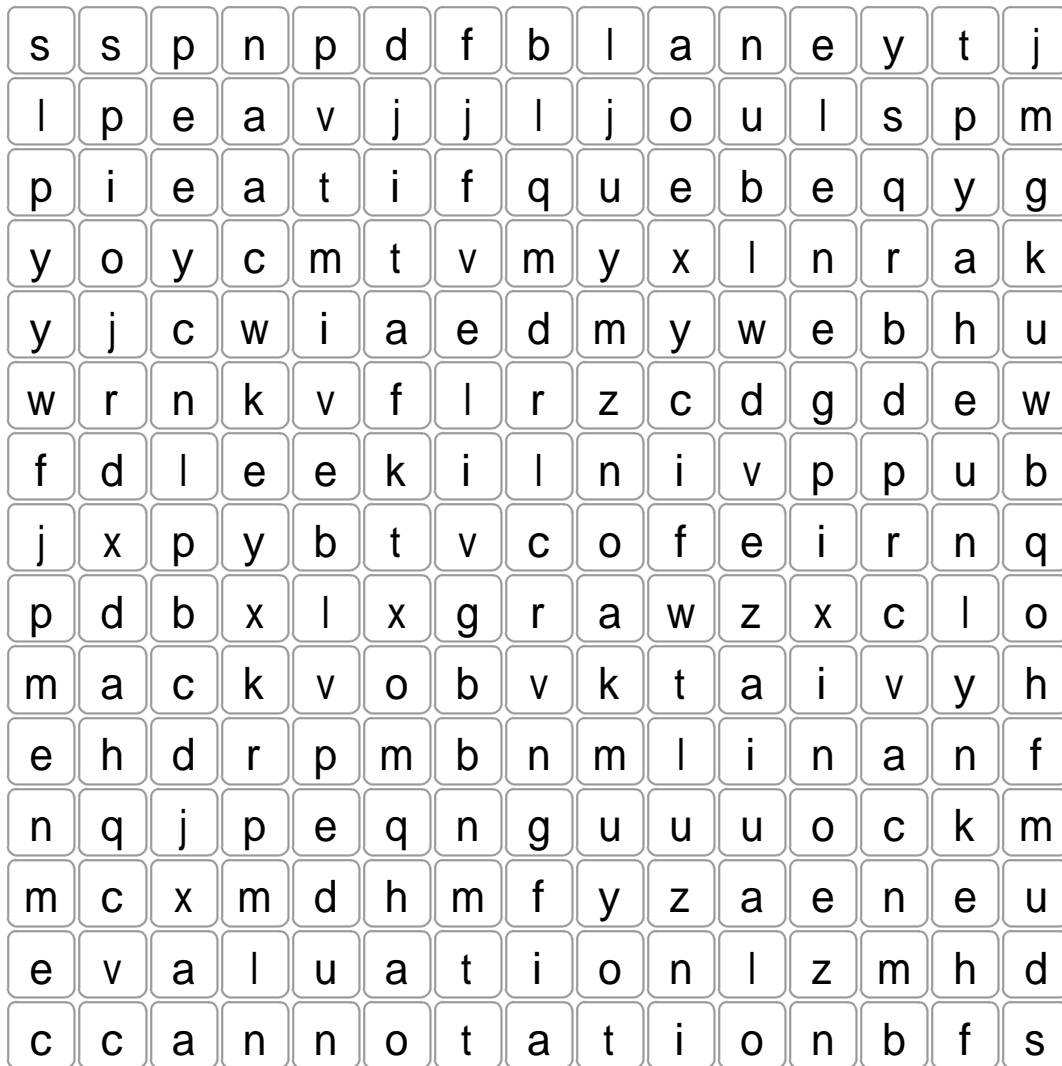 s s p n p d f b l a n e y t j
l p e a v j j l j o u l s p m
p i e a t i f q u e b e q y g
y o y c m t v m y x l n r a k
y j c w i a e d m y w e b h u
w r n k v f l r z c d g d e w
f d l e e k i l n i v p p u b
j x p y b t v c o f e i r n q
p d b x l x g r a w z x c l o
m a c k v o b v k t a i v y h
e h d r p m b n m l i n a n f
n q j p e q n g u u u o c k m
m c x m d h m f y z a e n e u
e v a l u a t i o n l z m h d
c c a n n o t a t i o n b f s